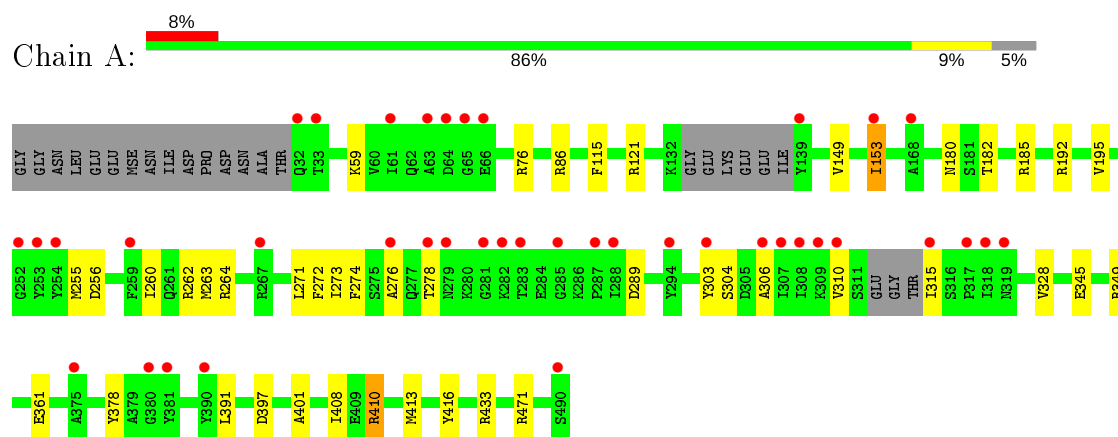 8%
Chain A:
86% 9% 5%
GLY GLY ASN LEU GLU GLU MSE ASN ILE ASP PRO ASP ASN ALA THR Q32 T33 K59 V60 I61 Q62 A63 D64 G65 E66 R76 R86 F115 R121 K132 GLY GLU LYS GLU GLU ILE Y139 V149 I153 A168 N180 S181 T182 R185 R192 V195
G252 Y253 Y254 M255 D256 F259 I260 Q261 R262 M263 R264 R267 L271 F272 I273 F274 S275 A276 Q277 T278 N279 K280 G281 K282 T283 E284 G285 K286 P287 I288 D289 Y294 Y303 S304 D305 A306 I307 I308 K309 V310 S311 GLU GLY THR I315 S316 P317 I318 N319 V328 E345
E361 A375 Y378 A379 G380 Y381 Y390 L391 D397 A401 I408 E409 R410 M413 Y416 R433 R471 S490